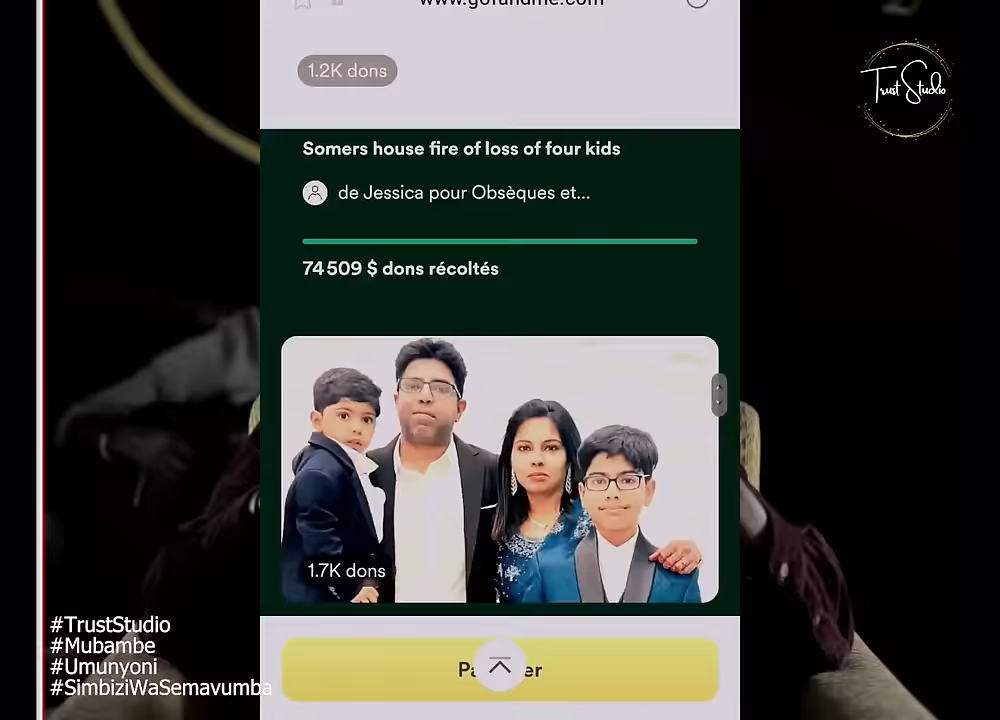 www.gofundme.com
1.2K dons
Trust Studio
Somers house fire of loss of four kids
de Jessica pour Obsèques et...
74 509 $ dons récoltés
1.7K dons
#TrustStudio
#Mubambe
#Umunyoni
#SimbiziWaSemavumba